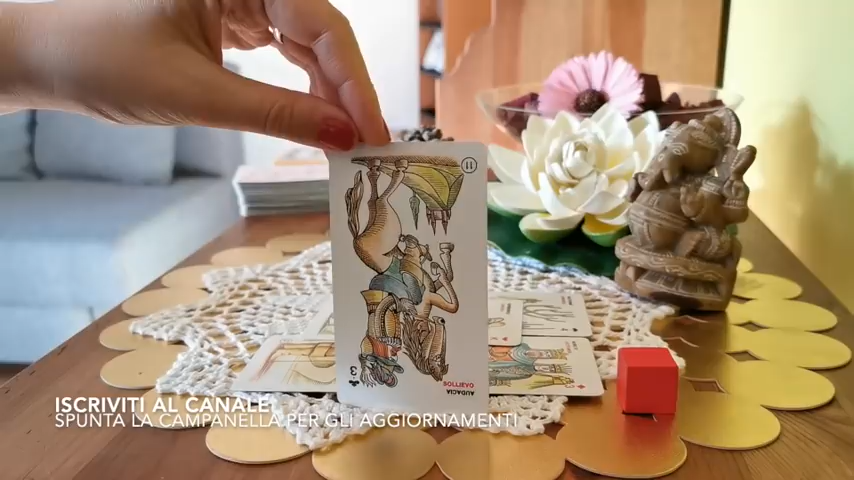 11
3
SOLLIEVO
AUDACIA
ISCRIVITI AL CANALE
SPUNTA LA CAMPANELLA PER GLI AGGIORNAMENTI